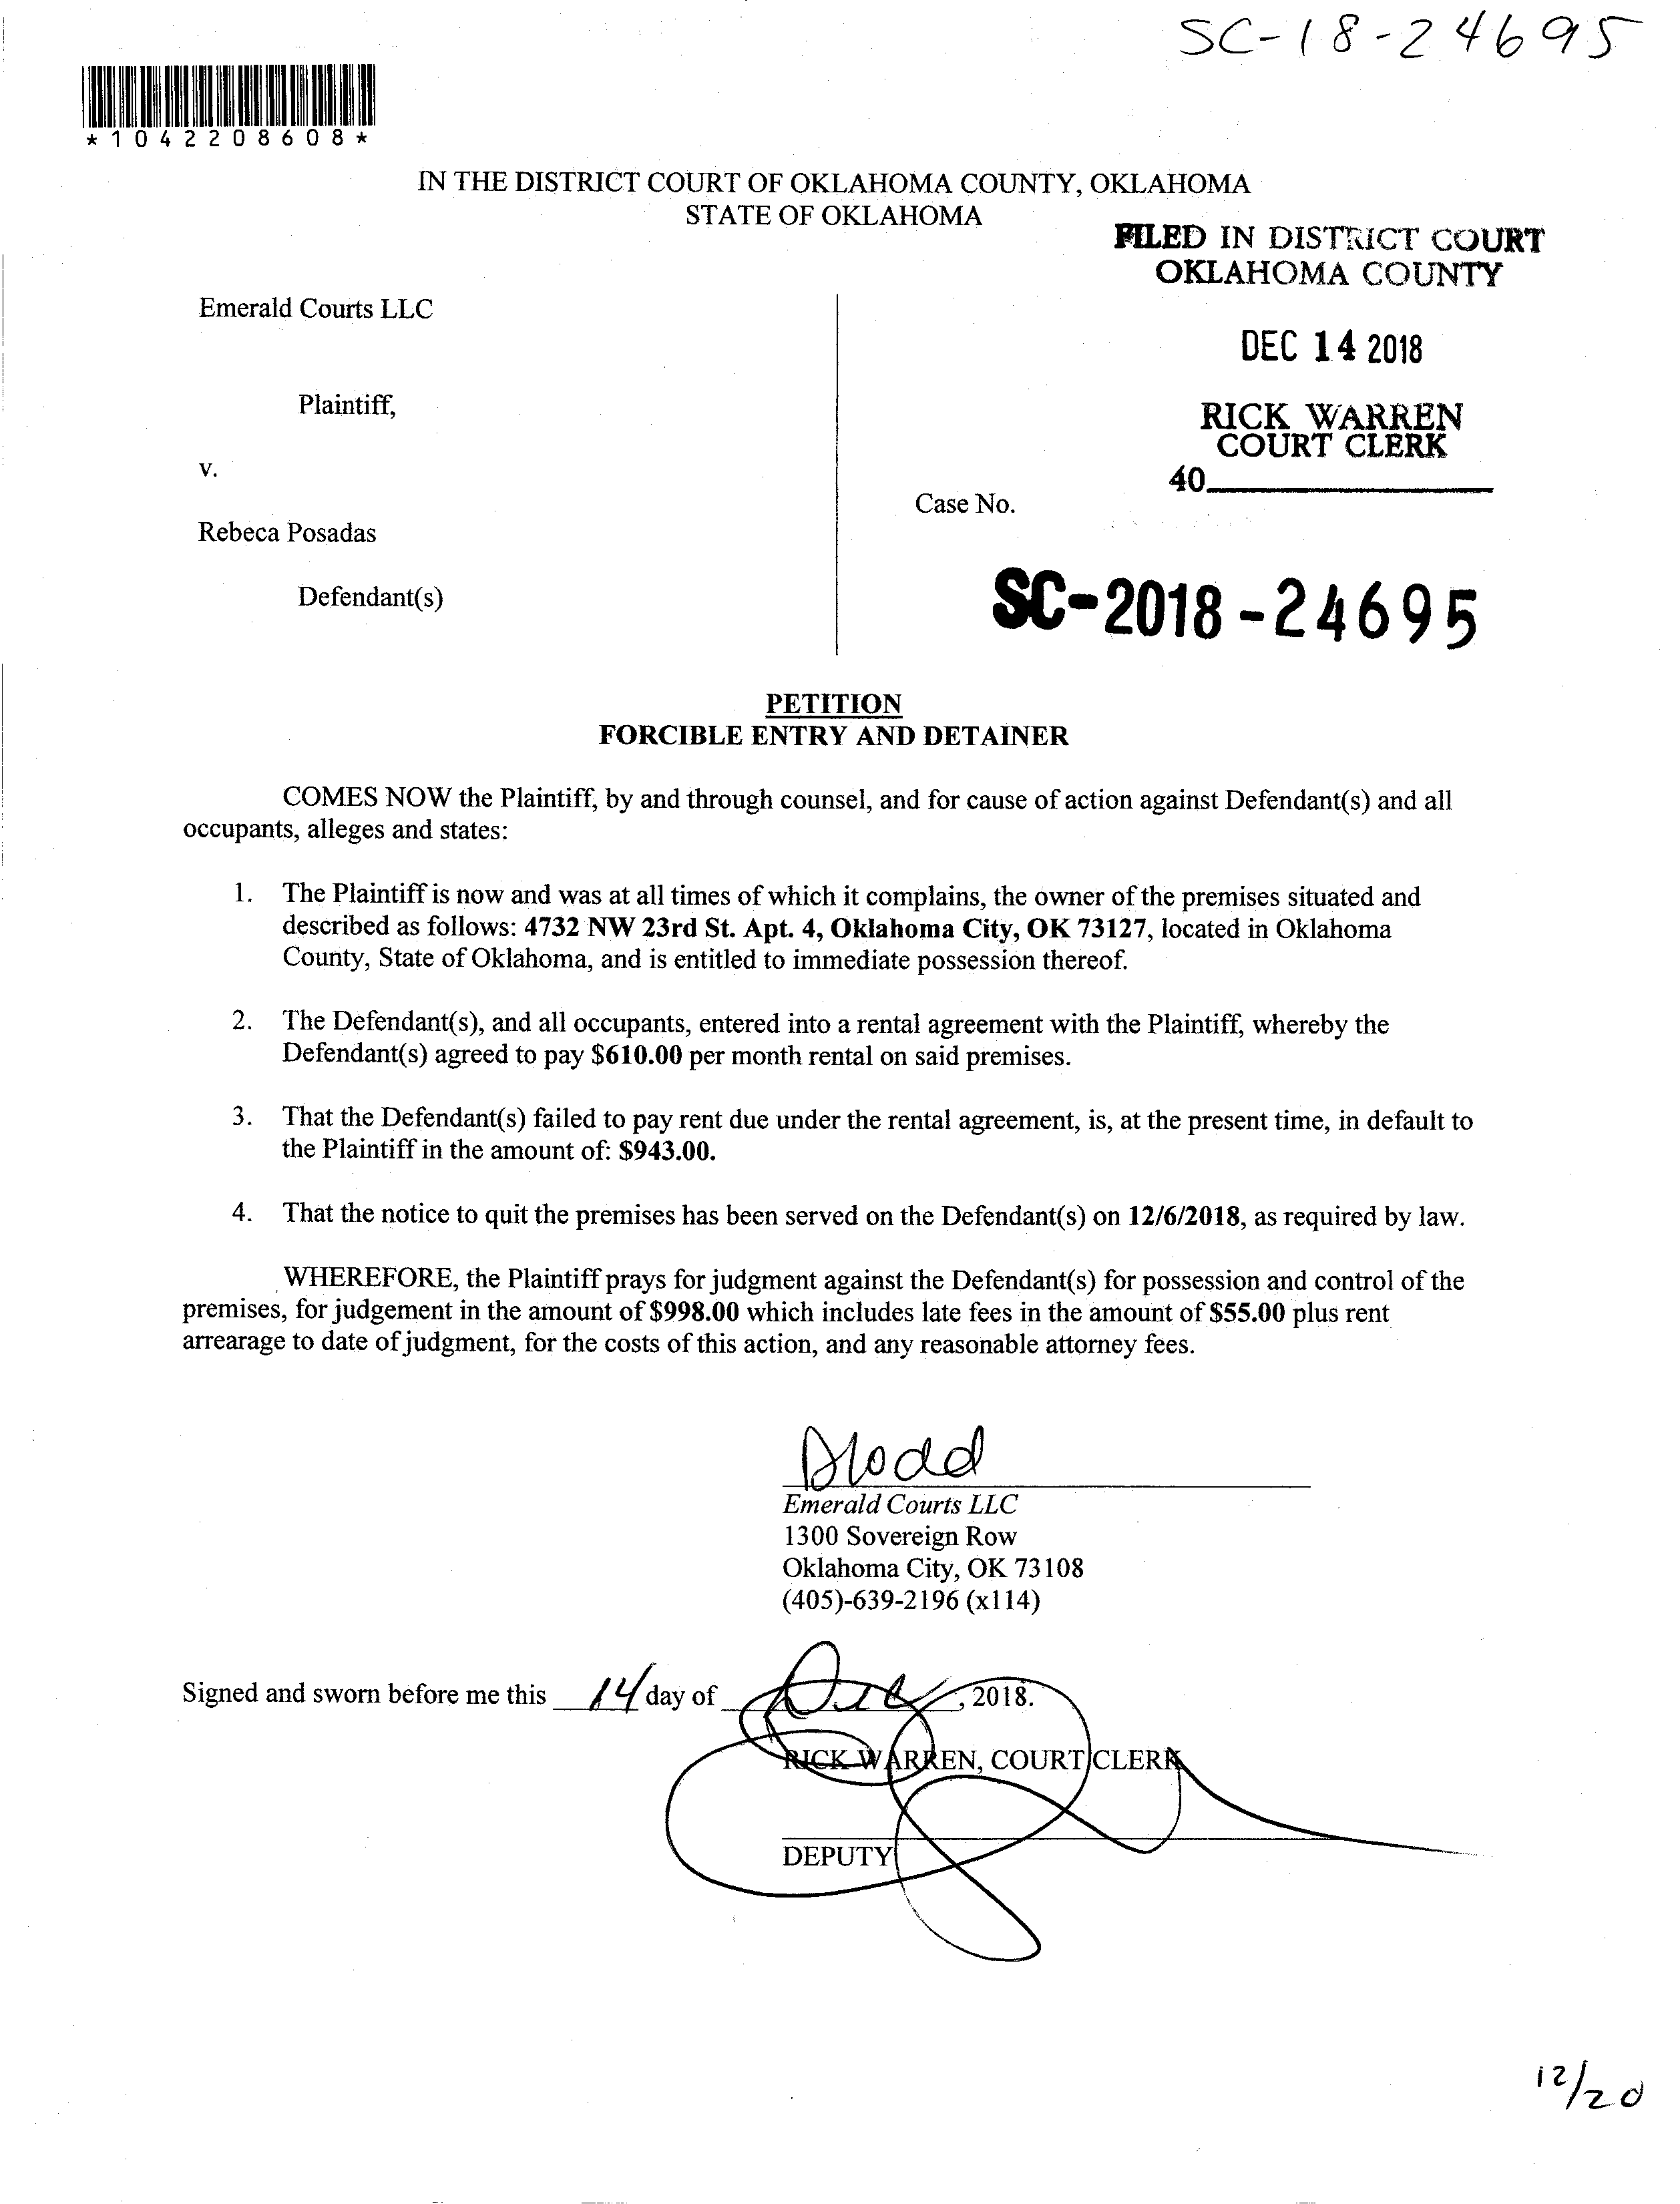 SC-18-24695
*1042208608*
IN THE DISTRICT COURT OF OKLAHOMA COUNTY, OKLAHOMA
STATE OF OKLAHOMA
FILED IN DISTRICT COURT
OKLAHOMA COUNTY
Emerald Courts LLC
DEC 14 2018
Plaintiff,
RICK WARREN
COURT CLERK
v.
40
Case No.
Rebeca Posadas
Defendant(s)
SC-2018-24695
PETITION
FORCIBLE ENTRY AND DETAINER
COMES NOW the Plaintiff, by and through counsel, and for cause of action against Defendant(s) and all
occupants, alleges and states:
1. The Plaintiff is now and was at all times of which it complains, the owner of the premises situated and
described as follows: 4732 NW 23rd St. Apt. 4, Oklahoma City, OK 73127, located in Oklahoma
County, State of Oklahoma, and is entitled to immediate possession thereof.
2. The Defendant(s), and all occupants, entered into a rental agreement with the Plaintiff, whereby the
Defendant(s) agreed to pay $610.00 per month rental on said premises.
3. That the Defendant(s) failed to pay rent due under the rental agreement, is, at the present time, in default to
the Plaintiff in the amount of: $943.00.
4. That the notice to quit the premises has been served on the Defendant(s) on 12/6/2018, as required by law.
WHEREFORE, the Plaintiff prays for judgment against the Defendant(s) for possession and control of the
premises, for judgement in the amount of $998.00 which includes late fees in the amount of $55.00 plus rent
arrearage to date of judgment, for the costs of this action, and any reasonable attorney fees.
Emerald Courts LLC
1300 Sovereign Row
Oklahoma City, OK 73108
(405)-639-2196 (x114)
Signed and sworn before me this 14 day of Dec, 2018.
RICK WARREN, COURT CLERK
DEPUTY
12/20